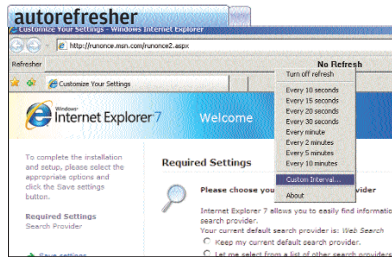 autorefresher
Customize Your Settings - Windows Internet Explorer
http://runonce.msn.com/runonce2.aspx
Refresher No Refresh
Turn off refresh
Customize Your Settings
Every 10 seconds
Every 15 seconds
Every 20 seconds
Every 30 seconds
Every minute
Every 2 minutes
Every 5 minutes
Every 10 minutes
Custom Interval...
About
Windows
Internet Explorer 7
Welcome
To complete the installation
and setup, please select the
appropriate options and
click the Save settings
button.
Required Settings
Search Provider
Save settings
Required Settings
Please choose you vider
Internet Explorer 7 allows you to easily find informatio
search provider.
Your current default search provider is: Web Search
Keep my current default search provider.
Let me select from a list of other search providers